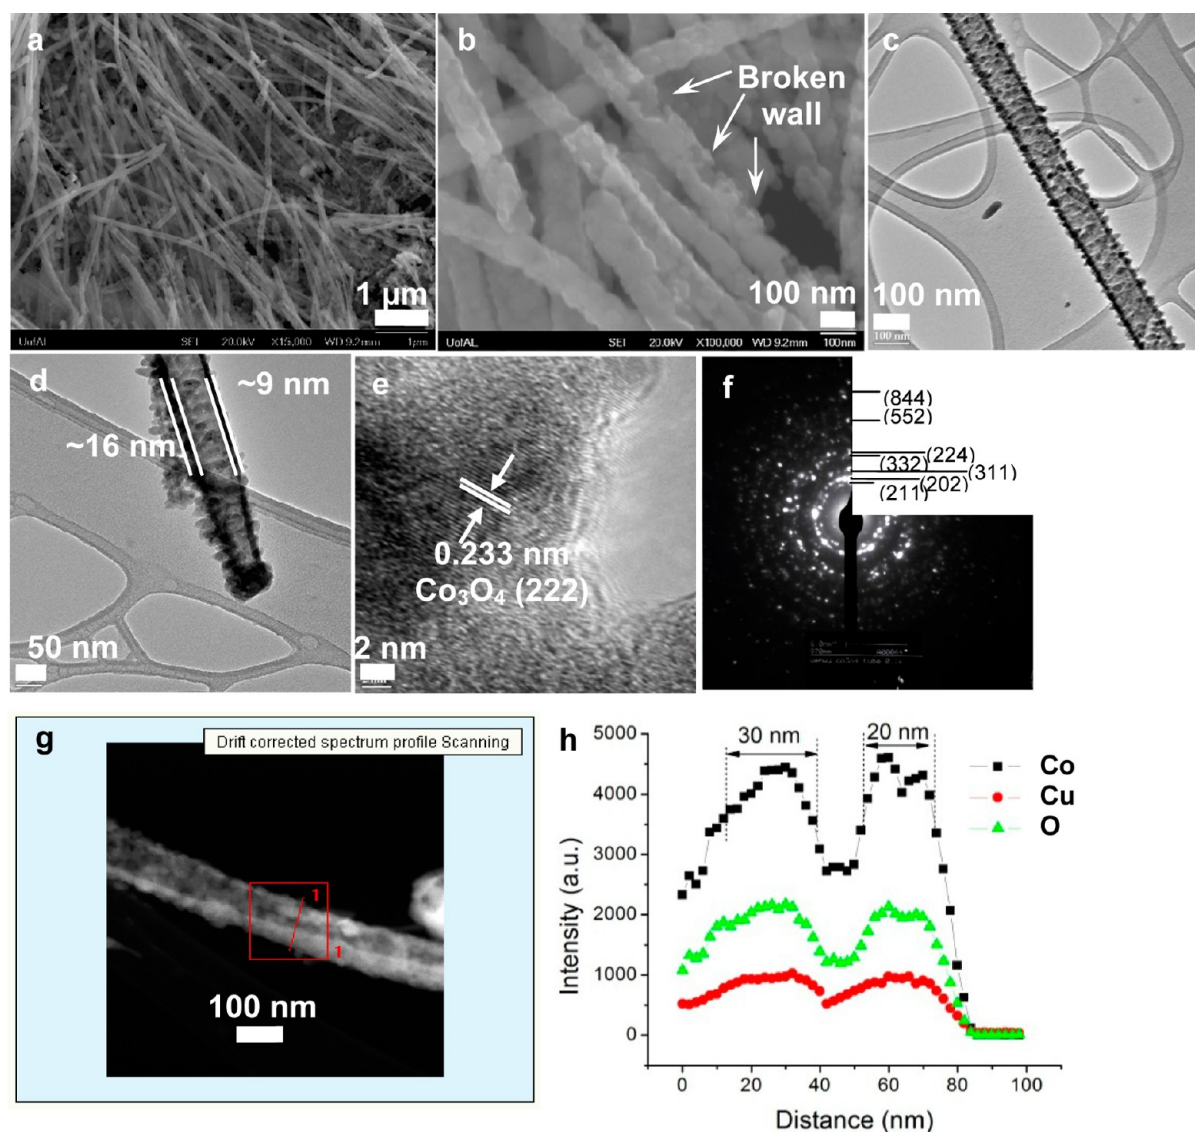 a
1 µm
UofAL SEI 20.0kV X15,000 WD 9.2mm 1µm
b
Broken
wall
100 nm
UofAL SEI 20.0kV X100,000 WD 9.2mm 100nm
c
100 nm
100 nm
d
~9 nm
~16 nm
50 nm
e
0.233 nm
Co₃O₄ (222)
2 nm
f
(844)
(552)
(224)
(332)
(311)
(202)
(211)
g
Drift corrected spectrum profile Scanning
1
1
100 nm
h
30 nm
20 nm
Co
Cu
O
Intensity (a.u.)
5000
4000
3000
2000
1000
0
0 20 40 60 80 100
Distance (nm)